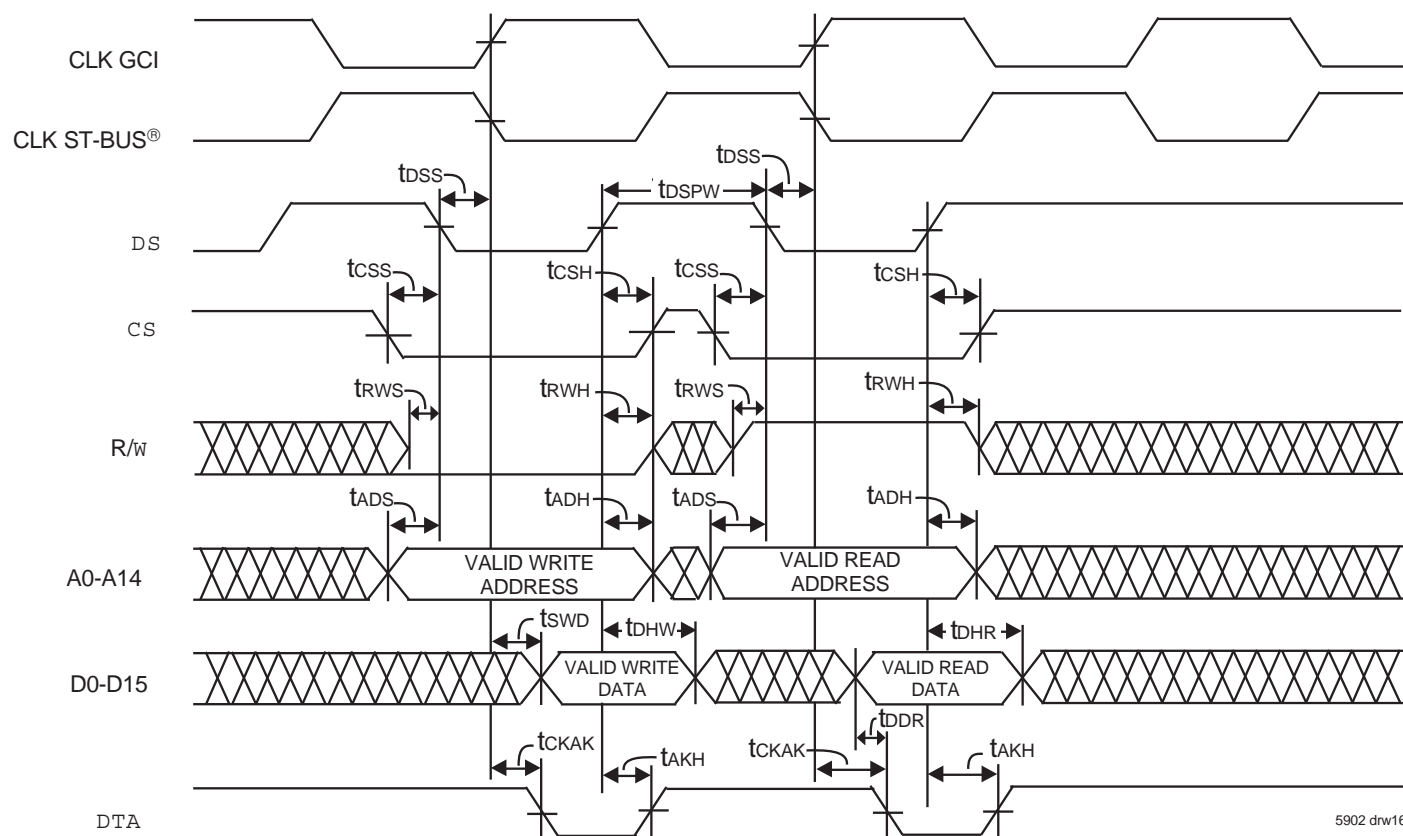 CLK GCI
CLK ST-BUS®
tDSS
tDSS
tDSPW
DS
tCSS
tCSH
tCSS
tCSH
CS
tRWS
tRWH
tRWS
tRWH
R/W
tADS
tADH
tADS
tADH
A0-A14
VALID WRITE
ADDRESS
VALID READ
ADDRESS
tSWD
tDHW
tDHR
D0-D15
VALID WRITE
DATA
VALID READ
DATA
tDDR
tCKAK
tAKH
tCKAK
tAKH
DTA
5902 drw16